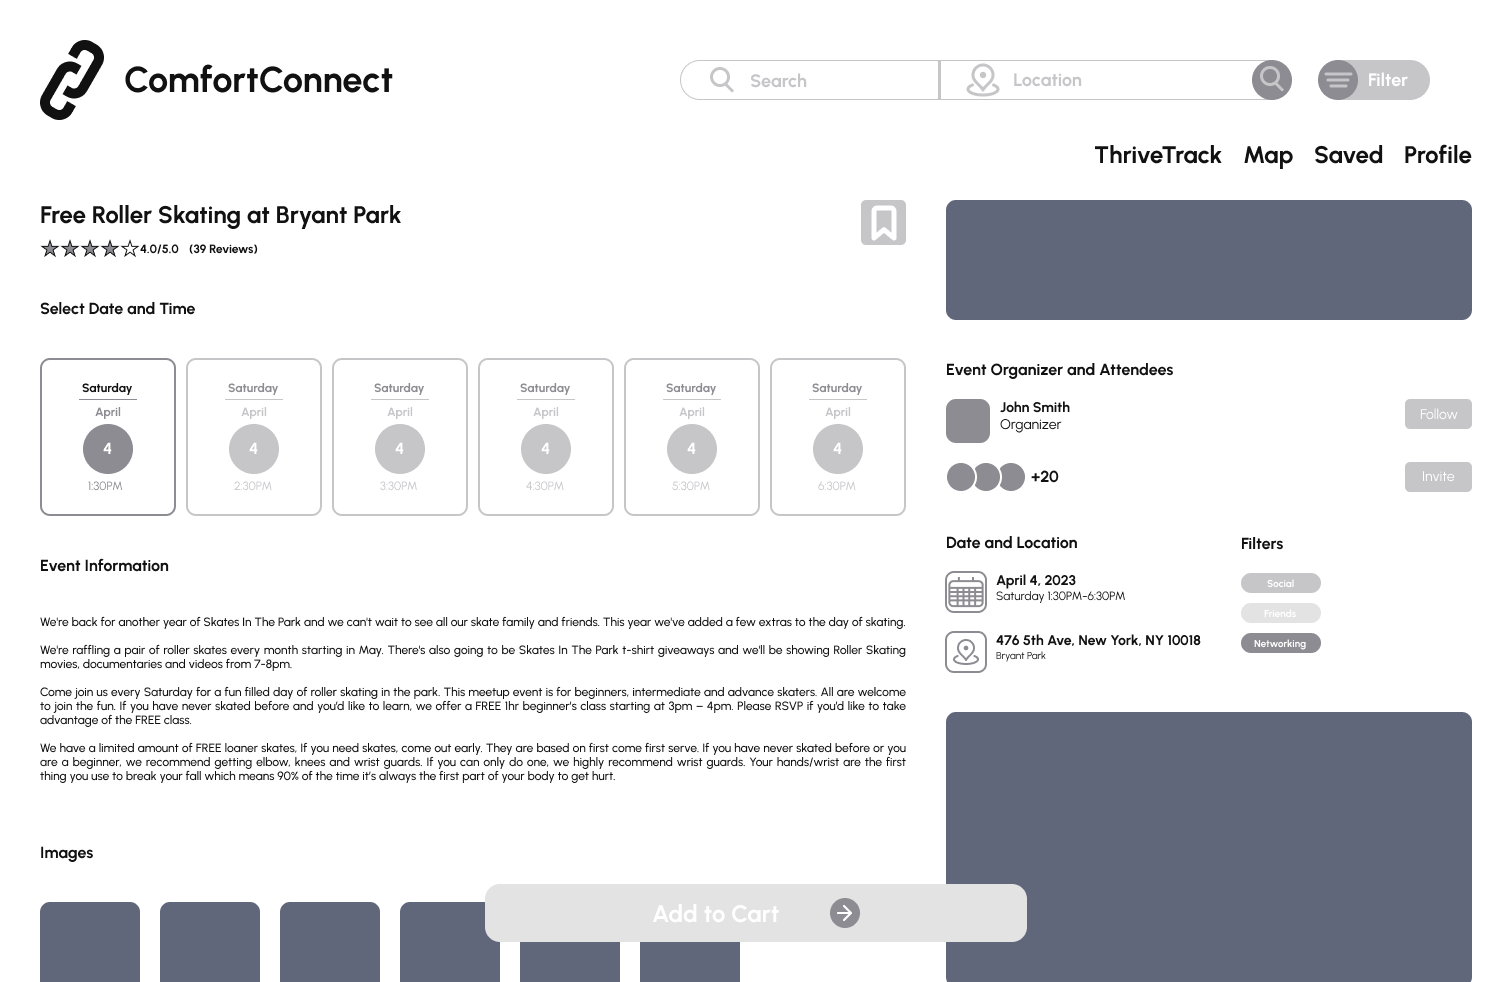 ComfortConnect
Search
Location
Filter
ThriveTrack Map Saved Profile
Free Roller Skating at Bryant Park
4.0/5.0 (39 Reviews)
Select Date and Time
Saturday
April
4
1:30PM
Saturday
April
4
2:30PM
Saturday
April
4
3:30PM
Saturday
April
4
4:30PM
Saturday
April
4
5:30PM
Saturday
April
4
6:30PM
Event Information
We're back for another year of Skates In The Park and we can't wait to see all our skate family and friends. This year we've added a few extras to the day of skating.
We're raffling a pair of roller skates every month starting in May. There's also going to be Skates In The Park t-shirt giveaways and we'll be showing Roller Skating
movies, documentaries and videos from 7-8pm.
Come join us every Saturday for a fun filled day of roller skating in the park. This meetup event is for beginners, intermediate and advance skaters. All are welcome
to join the fun. If you have never skated before and you'd like to learn, we offer a FREE 1hr beginner's class starting at 3pm – 4pm. Please RSVP if you'd like to take
advantage of the FREE class.
We have a limited amount of FREE loaner skates, If you need skates, come out early. They are based on first come first serve. If you have never skated before or you
are a beginner, we recommend getting elbow, knees and wrist guards. If you can only do one, we highly recommend wrist guards. Your hands/wrist are the first
thing you use to break your fall which means 90% of the time it's always the first part of your body to get hurt.
Images
Add to Cart
Event Organizer and Attendees
John Smith
Organizer
Follow
+20
Invite
Date and Location
April 4, 2023
Saturday 1:30PM-6:30PM
476 5th Ave, New York, NY 10018
Bryant Park
Filters
Social
Friends
Networking